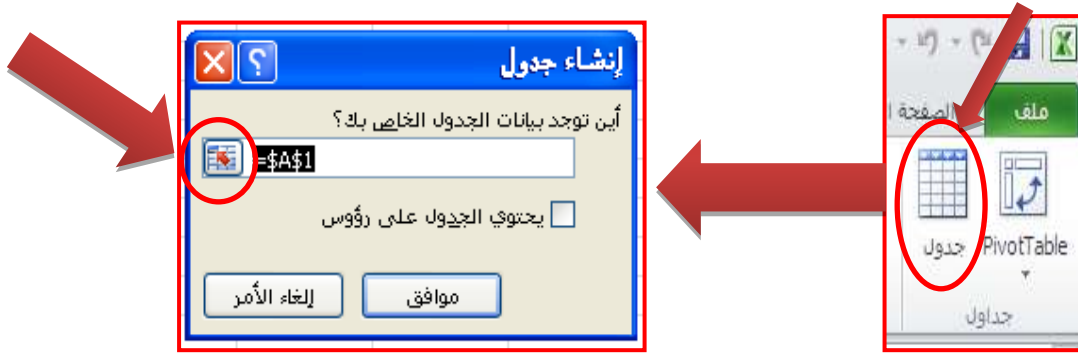 ملف
الصفحة ا
PivotTable
جدول
جداول
إنشاء جدول
أين توجد بيانات الجدول الخاص بك؟
=$A$1
يحتوي الجدول على رؤوس
موافق
إلغاء الأمر